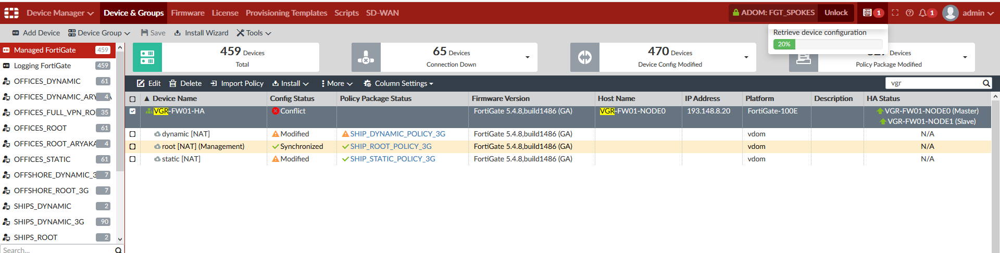 Device Manager Device & Groups Firmware License Provisioning Templates Scripts SD-WAN ADOM: FGT_SPOKES Unlock 1 1 admin
Add Device Device Group Save Install Wizard Tools
Retrieve device configuration
20%
Managed FortiGate 459
Logging FortiGate 459
OFFICES_DYNAMIC 61
OFFICES_DYNAMIC_ARY 4
OFFICES_FULL_VPN_RO 35
OFFICES_ROOT 61
OFFICES_ROOT_ARYAKA 4
OFFICES_STATIC 61
OFFSHORE_DYNAMIC_3 7
OFFSHORE_ROOT_3G 7
SHIPS_DYNAMIC 2
SHIPS_DYNAMIC_3G 90
SHIPS_ROOT 2
Search...
459 Devices
Total
65 Devices
Connection Down
470 Devices
Device Config Modified
Devices
Policy Package Modified
Edit Delete Import Policy Install More Column Settings vgr
Device Name Config Status Policy Package Status Firmware Version Host Name IP Address Platform Description HA Status
VGR-FW01-HA Conflict FortiGate 5.4.8,build1486 (GA) VGR-FW01-NODE0 193.148.8.20 FortiGate-100E VGR-FW01-NODE0 (Master)
VGR-FW01-NODE1 (Slave)
dynamic [NAT] Modified SHIP_DYNAMIC_POLICY_3G FortiGate 5.4.8,build1486 (GA) vdom N/A
root [NAT] (Management) Synchronized SHIP_ROOT_POLICY_3G FortiGate 5.4.8,build1486 (GA) vdom N/A
static [NAT] Modified SHIP_STATIC_POLICY_3G FortiGate 5.4.8,build1486 (GA) vdom N/A